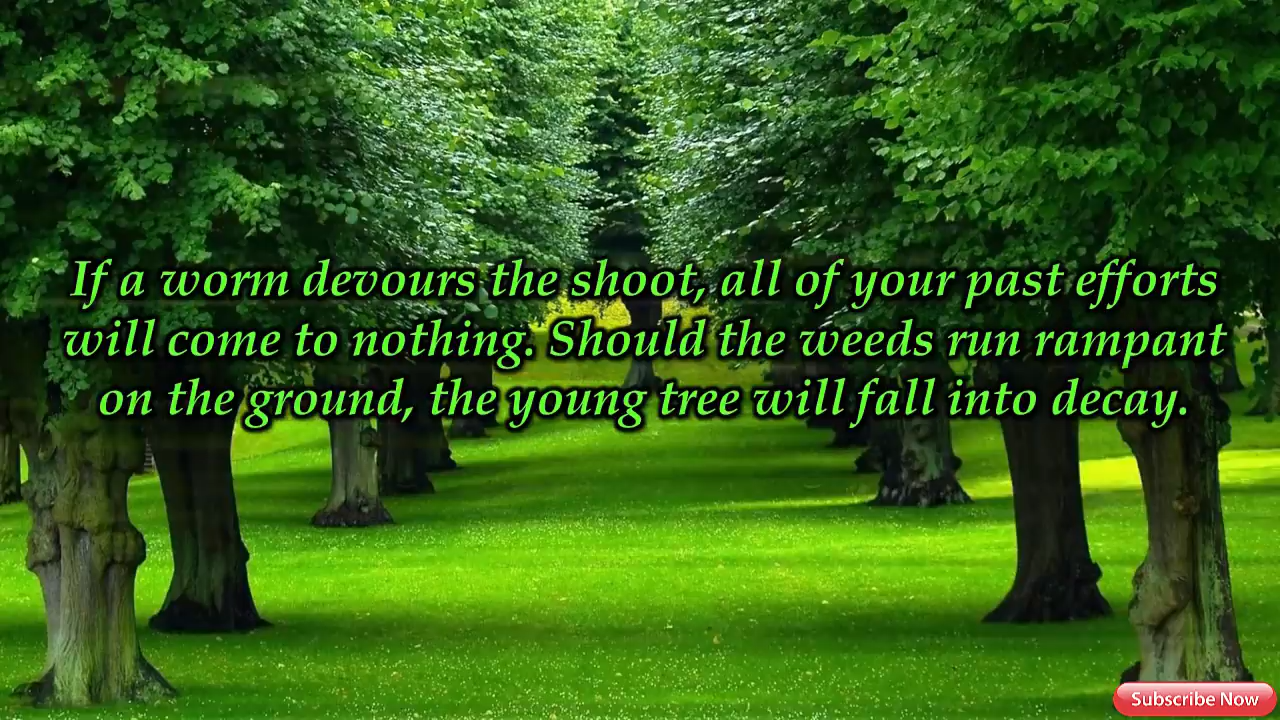 If a worm devours the shoot, all of your past efforts
will come to nothing. Should the weeds run rampant
on the ground, the young tree will fall into decay.
Subscribe Now